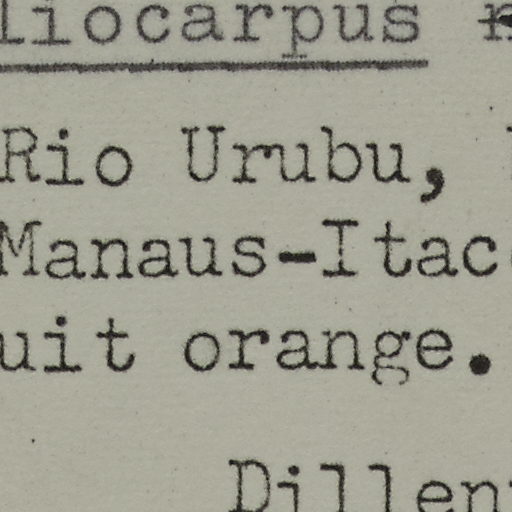 liocarpus
Rio Urubu,
Manaus-Itac
uit orange.
Dillen